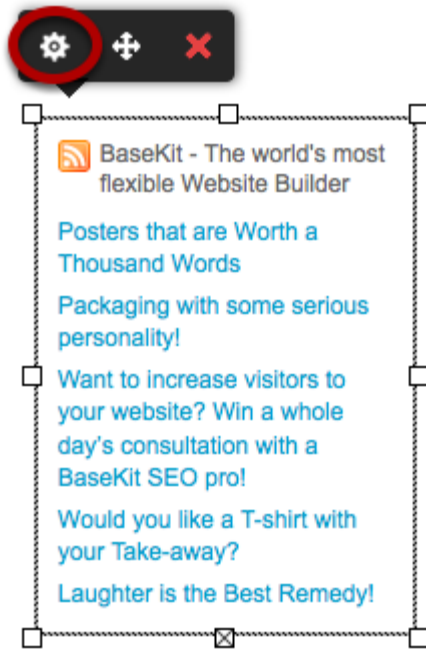 BaseKit - The world's most
flexible Website Builder
Posters that are Worth a
Thousand Words
Packaging with some serious
personality!
Want to increase visitors to
your website? Win a whole
day's consultation with a
BaseKit SEO pro!
Would you like a T-shirt with
your Take-away?
Laughter is the Best Remedy!